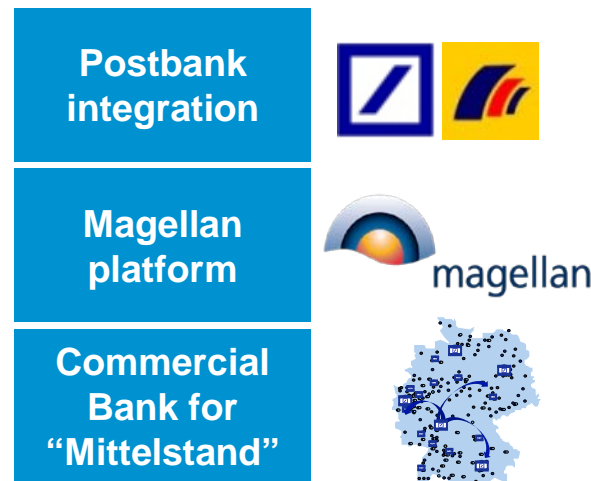 Postbank
integration
Magellan
platform
magellan
Commercial
Bank for
“Mittelstand”